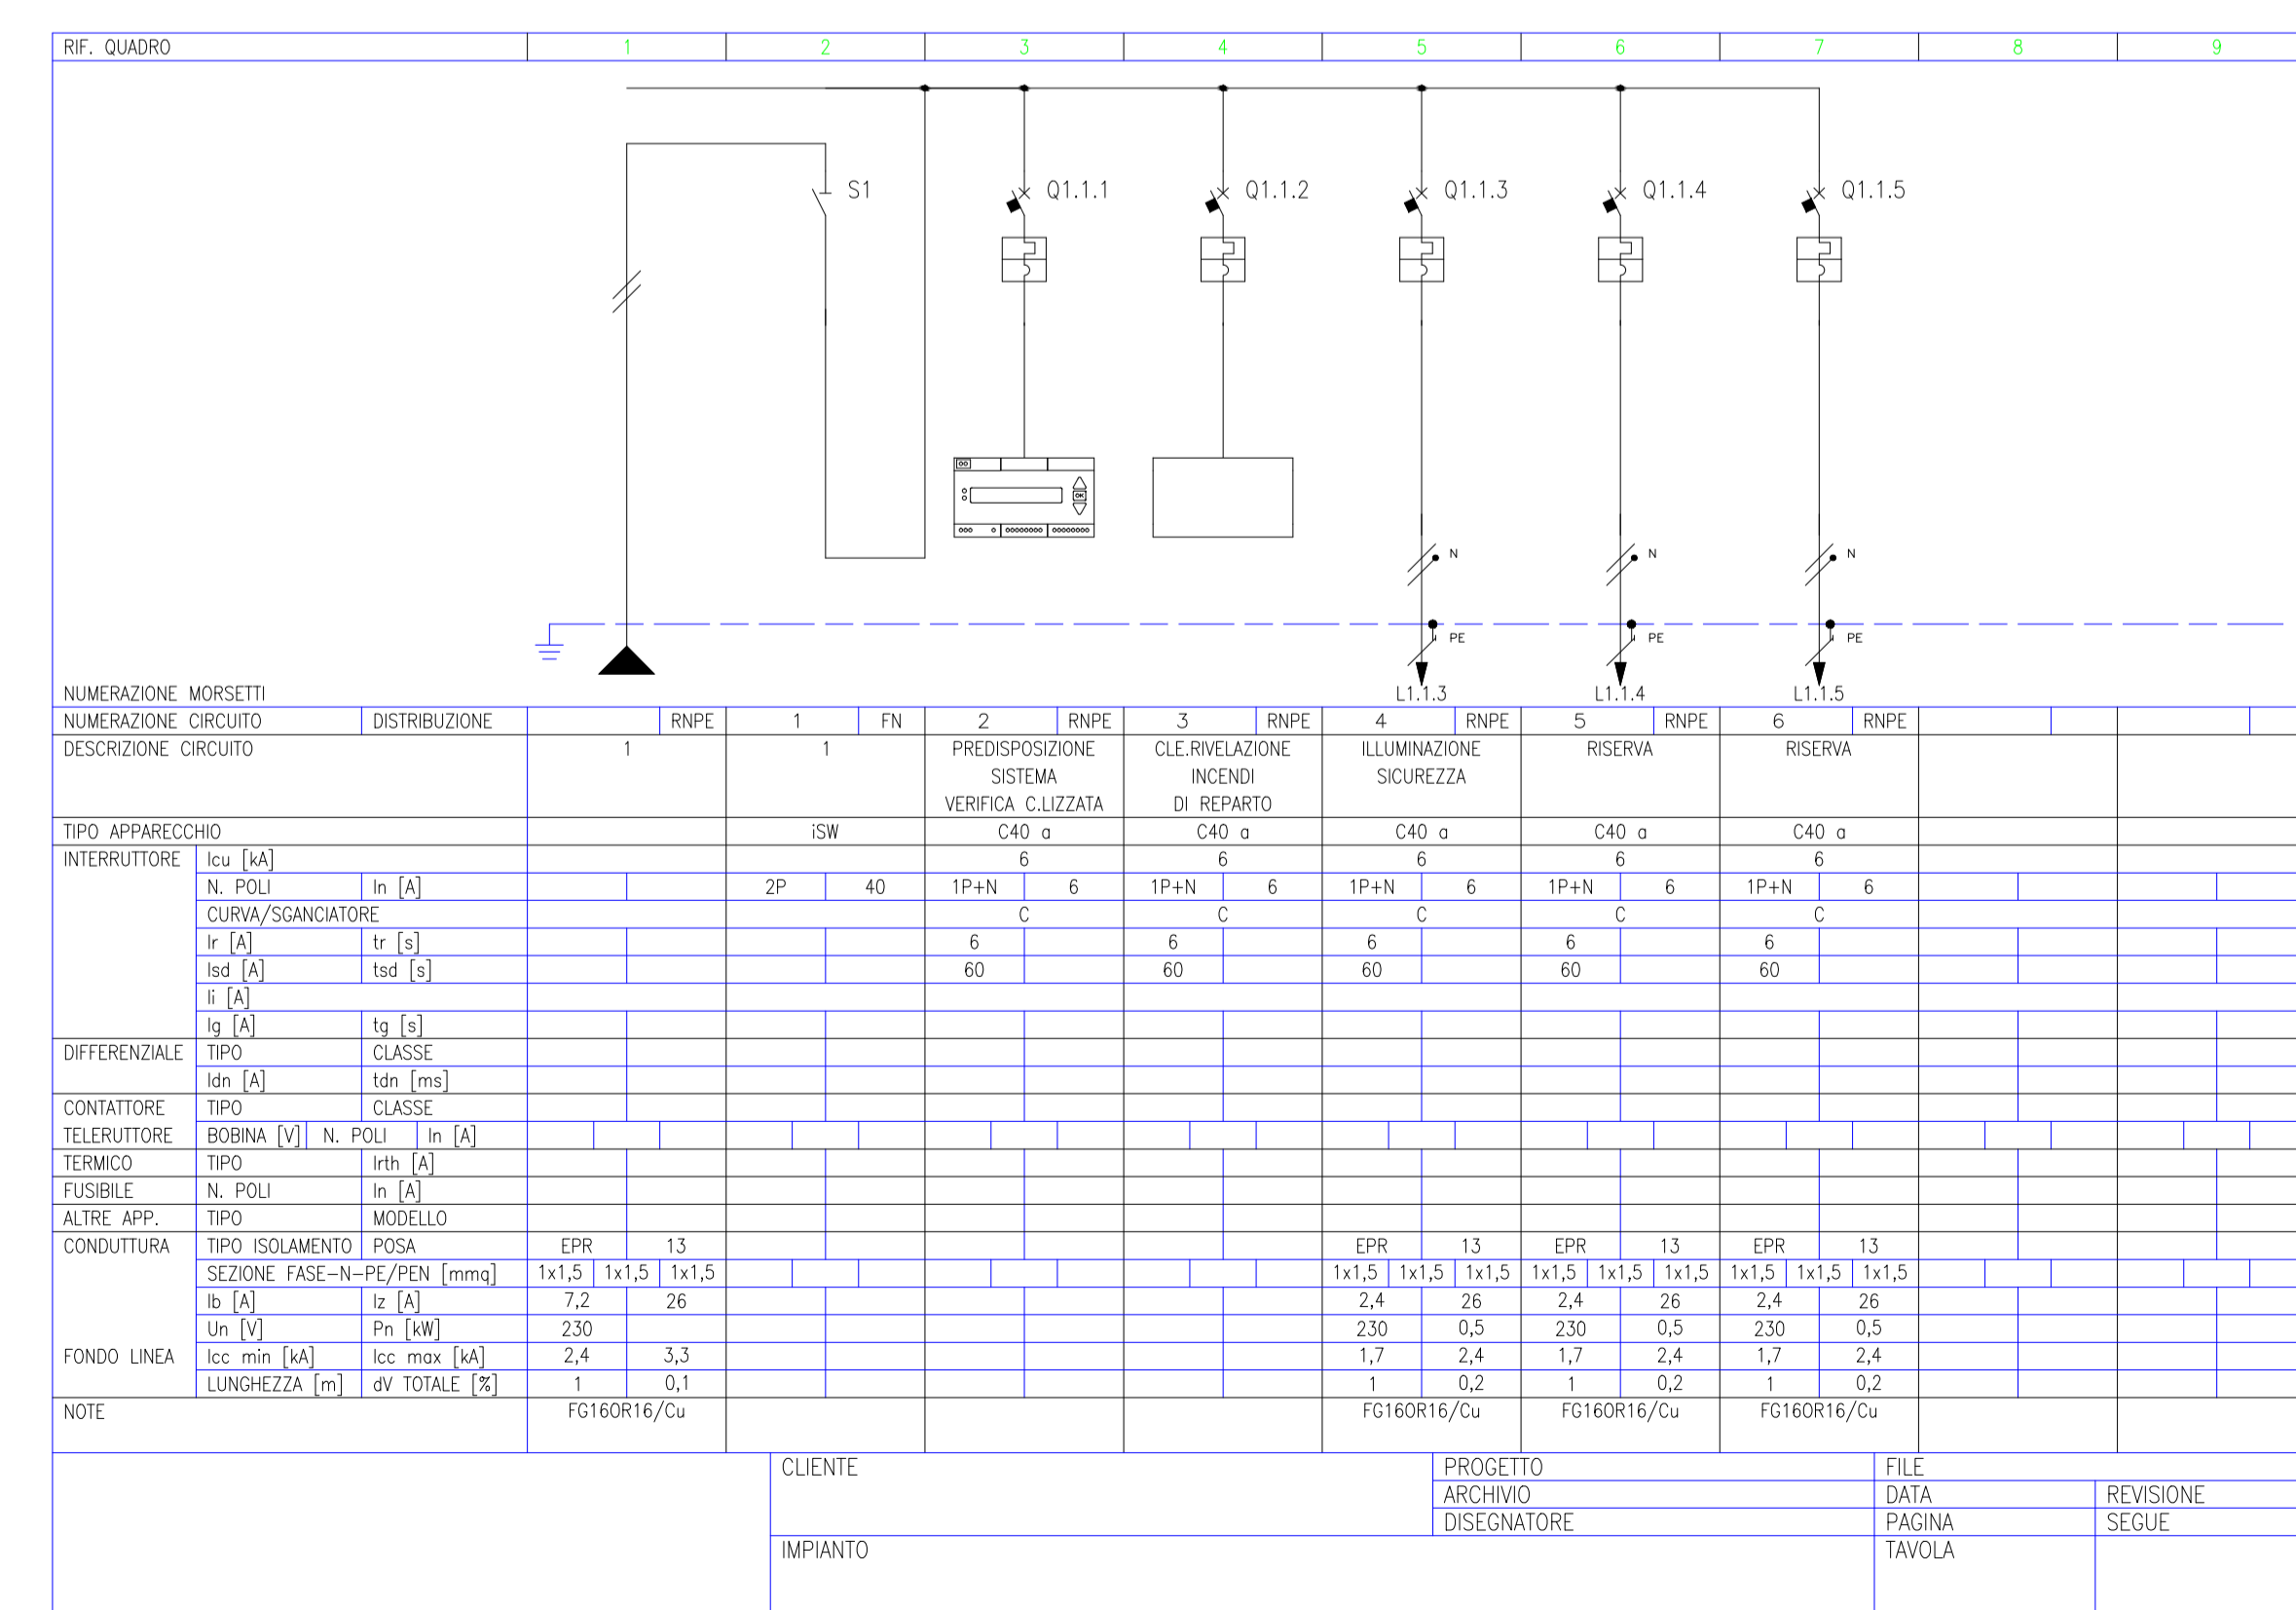 RIF. QUADRO 1 2 3 4 5 6 7 8 9
S1 Q1.1.1 Q1.1.2 Q1.1.3 Q1.1.4 Q1.1.5
OK
N N N
PE PE PE
NUMERAZIONE MORSETTI L1.1.3 L1.1.4 L1.1.5
NUMERAZIONE CIRCUITO DISTRIBUZIONE RNPE 1 FN 2 RNPE 3 RNPE 4 RNPE 5 RNPE 6 RNPE
DESCRIZIONE CIRCUITO 1 1 PREDISPOSIZIONE CLE.RIVELAZIONE ILLUMINAZIONE RISERVA RISERVA
SISTEMA INCENDI SICUREZZA
VERIFICA C.LIZZATA DI REPARTO
TIPO APPARECCHIO iSW C40 a C40 a C40 a C40 a C40 a
INTERRUTTORE Icu [kA] 6 6 6 6 6
N. POLI In [A] 2P 40 1P+N 6 1P+N 6 1P+N 6 1P+N 6 1P+N 6
CURVA/SGANCIATORE C C C C C
Ir [A] tr [s] 6 6 6 6 6
Isd [A] tsd [s] 60 60 60 60 60
Ii [A]
Ig [A] tg [s]
DIFFERENZIALE TIPO CLASSE
Idn [A] tdn [ms]
CONTATTORE TIPO CLASSE
TELERUTTORE BOBINA [V] N. POLI In [A]
TERMICO TIPO Irth [A]
FUSIBILE N. POLI In [A]
ALTRE APP. TIPO MODELLO
CONDUTTURA TIPO ISOLAMENTO POSA EPR 13 EPR 13 EPR 13 EPR 13
SEZIONE FASE-N-PE/PEN [mmq] 1x1,5 1x1,5 1x1,5 1x1,5 1x1,5 1x1,5 1x1,5 1x1,5 1x1,5 1x1,5 1x1,5 1x1,5
Ib [A] Iz [A] 7,2 26 2,4 26 2,4 26 2,4 26
Un [V] Pn [kW] 230 230 0,5 230 0,5 230 0,5
FONDO LINEA Icc min [kA] Icc max [kA] 2,4 3,3 1,7 2,4 1,7 2,4 1,7 2,4
LUNGHEZZA [m] dV TOTALE [%] 1 0,1 1 0,2 1 0,2 1 0,2
NOTE FG16OR16/Cu FG16OR16/Cu FG16OR16/Cu FG16OR16/Cu
CLIENTE PROGETTO FILE
ARCHIVIO DATA REVISIONE
DISEGNATORE PAGINA SEGUE
IMPIANTO TAVOLA